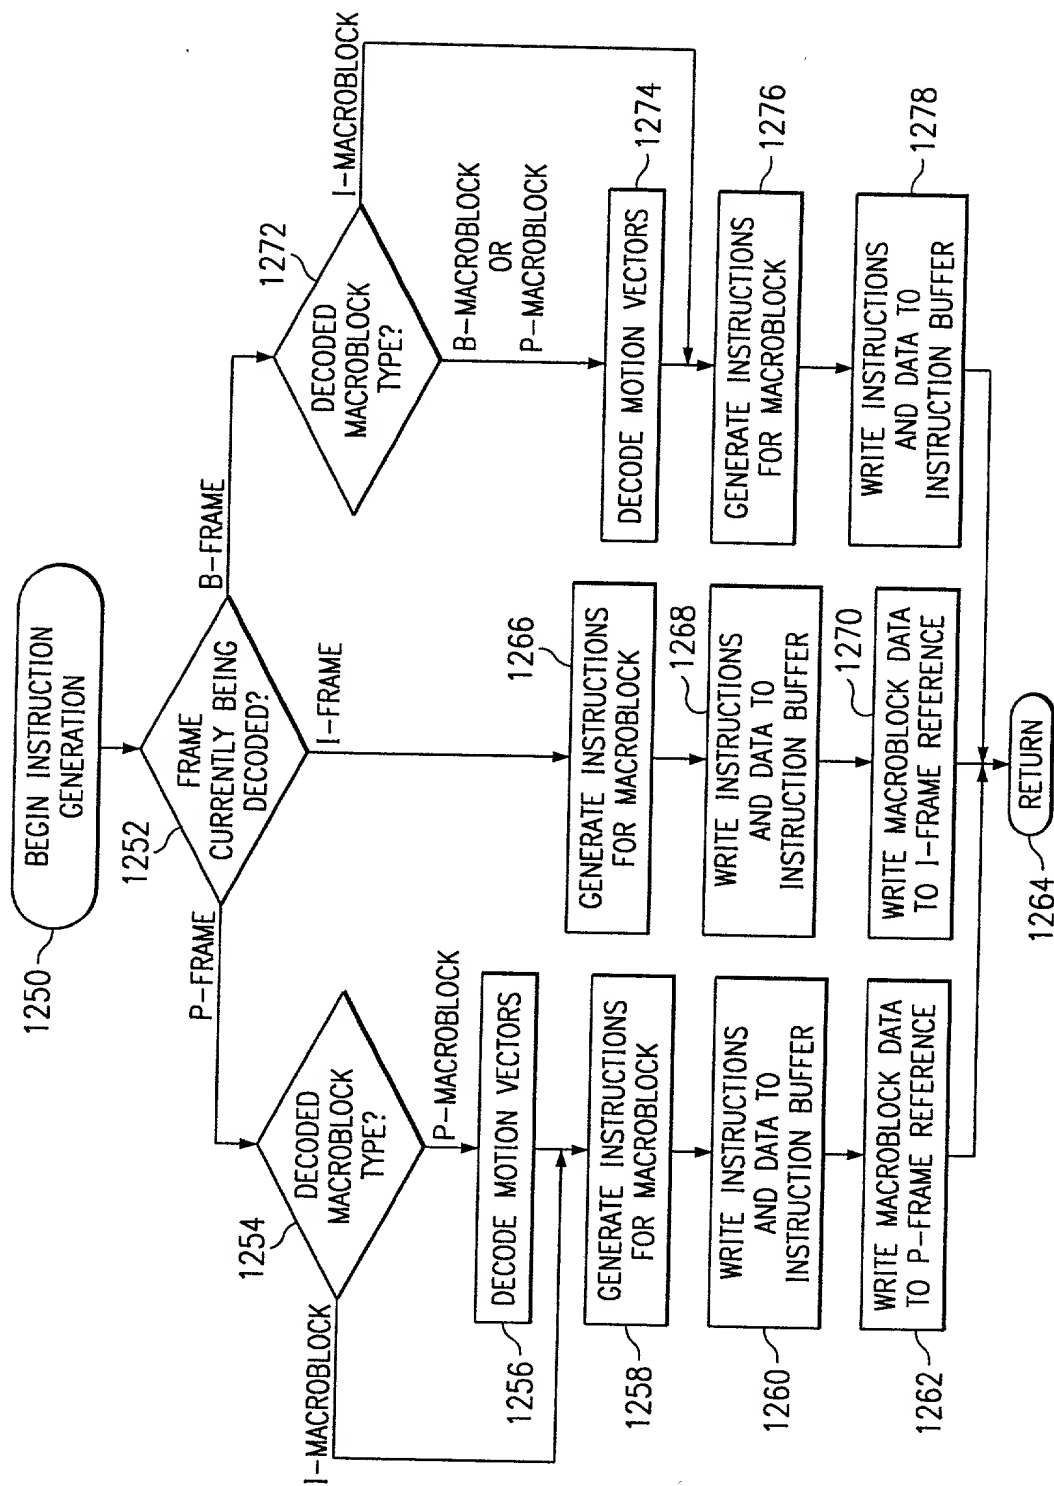 1250
BEGIN INSTRUCTION
GENERATION
1252
FRAME
CURRENTLY BEING
DECODED?
P-FRAME
I-FRAME
B-FRAME
1254
DECODED
MACROBLOCK
TYPE?
I-MACROBLOCK
P-MACROBLOCK
1256
DECODE MOTION VECTORS
1258
GENERATE INSTRUCTIONS
FOR MACROBLOCK
1260
WRITE INSTRUCTIONS
AND DATA TO
INSTRUCTION BUFFER
1262
WRITE MACROBLOCK DATA
TO P-FRAME REFERENCE
1266
GENERATE INSTRUCTIONS
FOR MACROBLOCK
1268
WRITE INSTRUCTIONS
AND DATA TO
INSTRUCTION BUFFER
1270
WRITE MACROBLOCK DATA
TO I-FRAME REFERENCE
1272
DECODED
MACROBLOCK
TYPE?
I-MACROBLOCK
B-MACROBLOCK
OR
P-MACROBLOCK
1274
DECODE MOTION VECTORS
1276
GENERATE INSTRUCTIONS
FOR MACROBLOCK
1278
WRITE INSTRUCTIONS
AND DATA TO
INSTRUCTION BUFFER
1264
RETURN